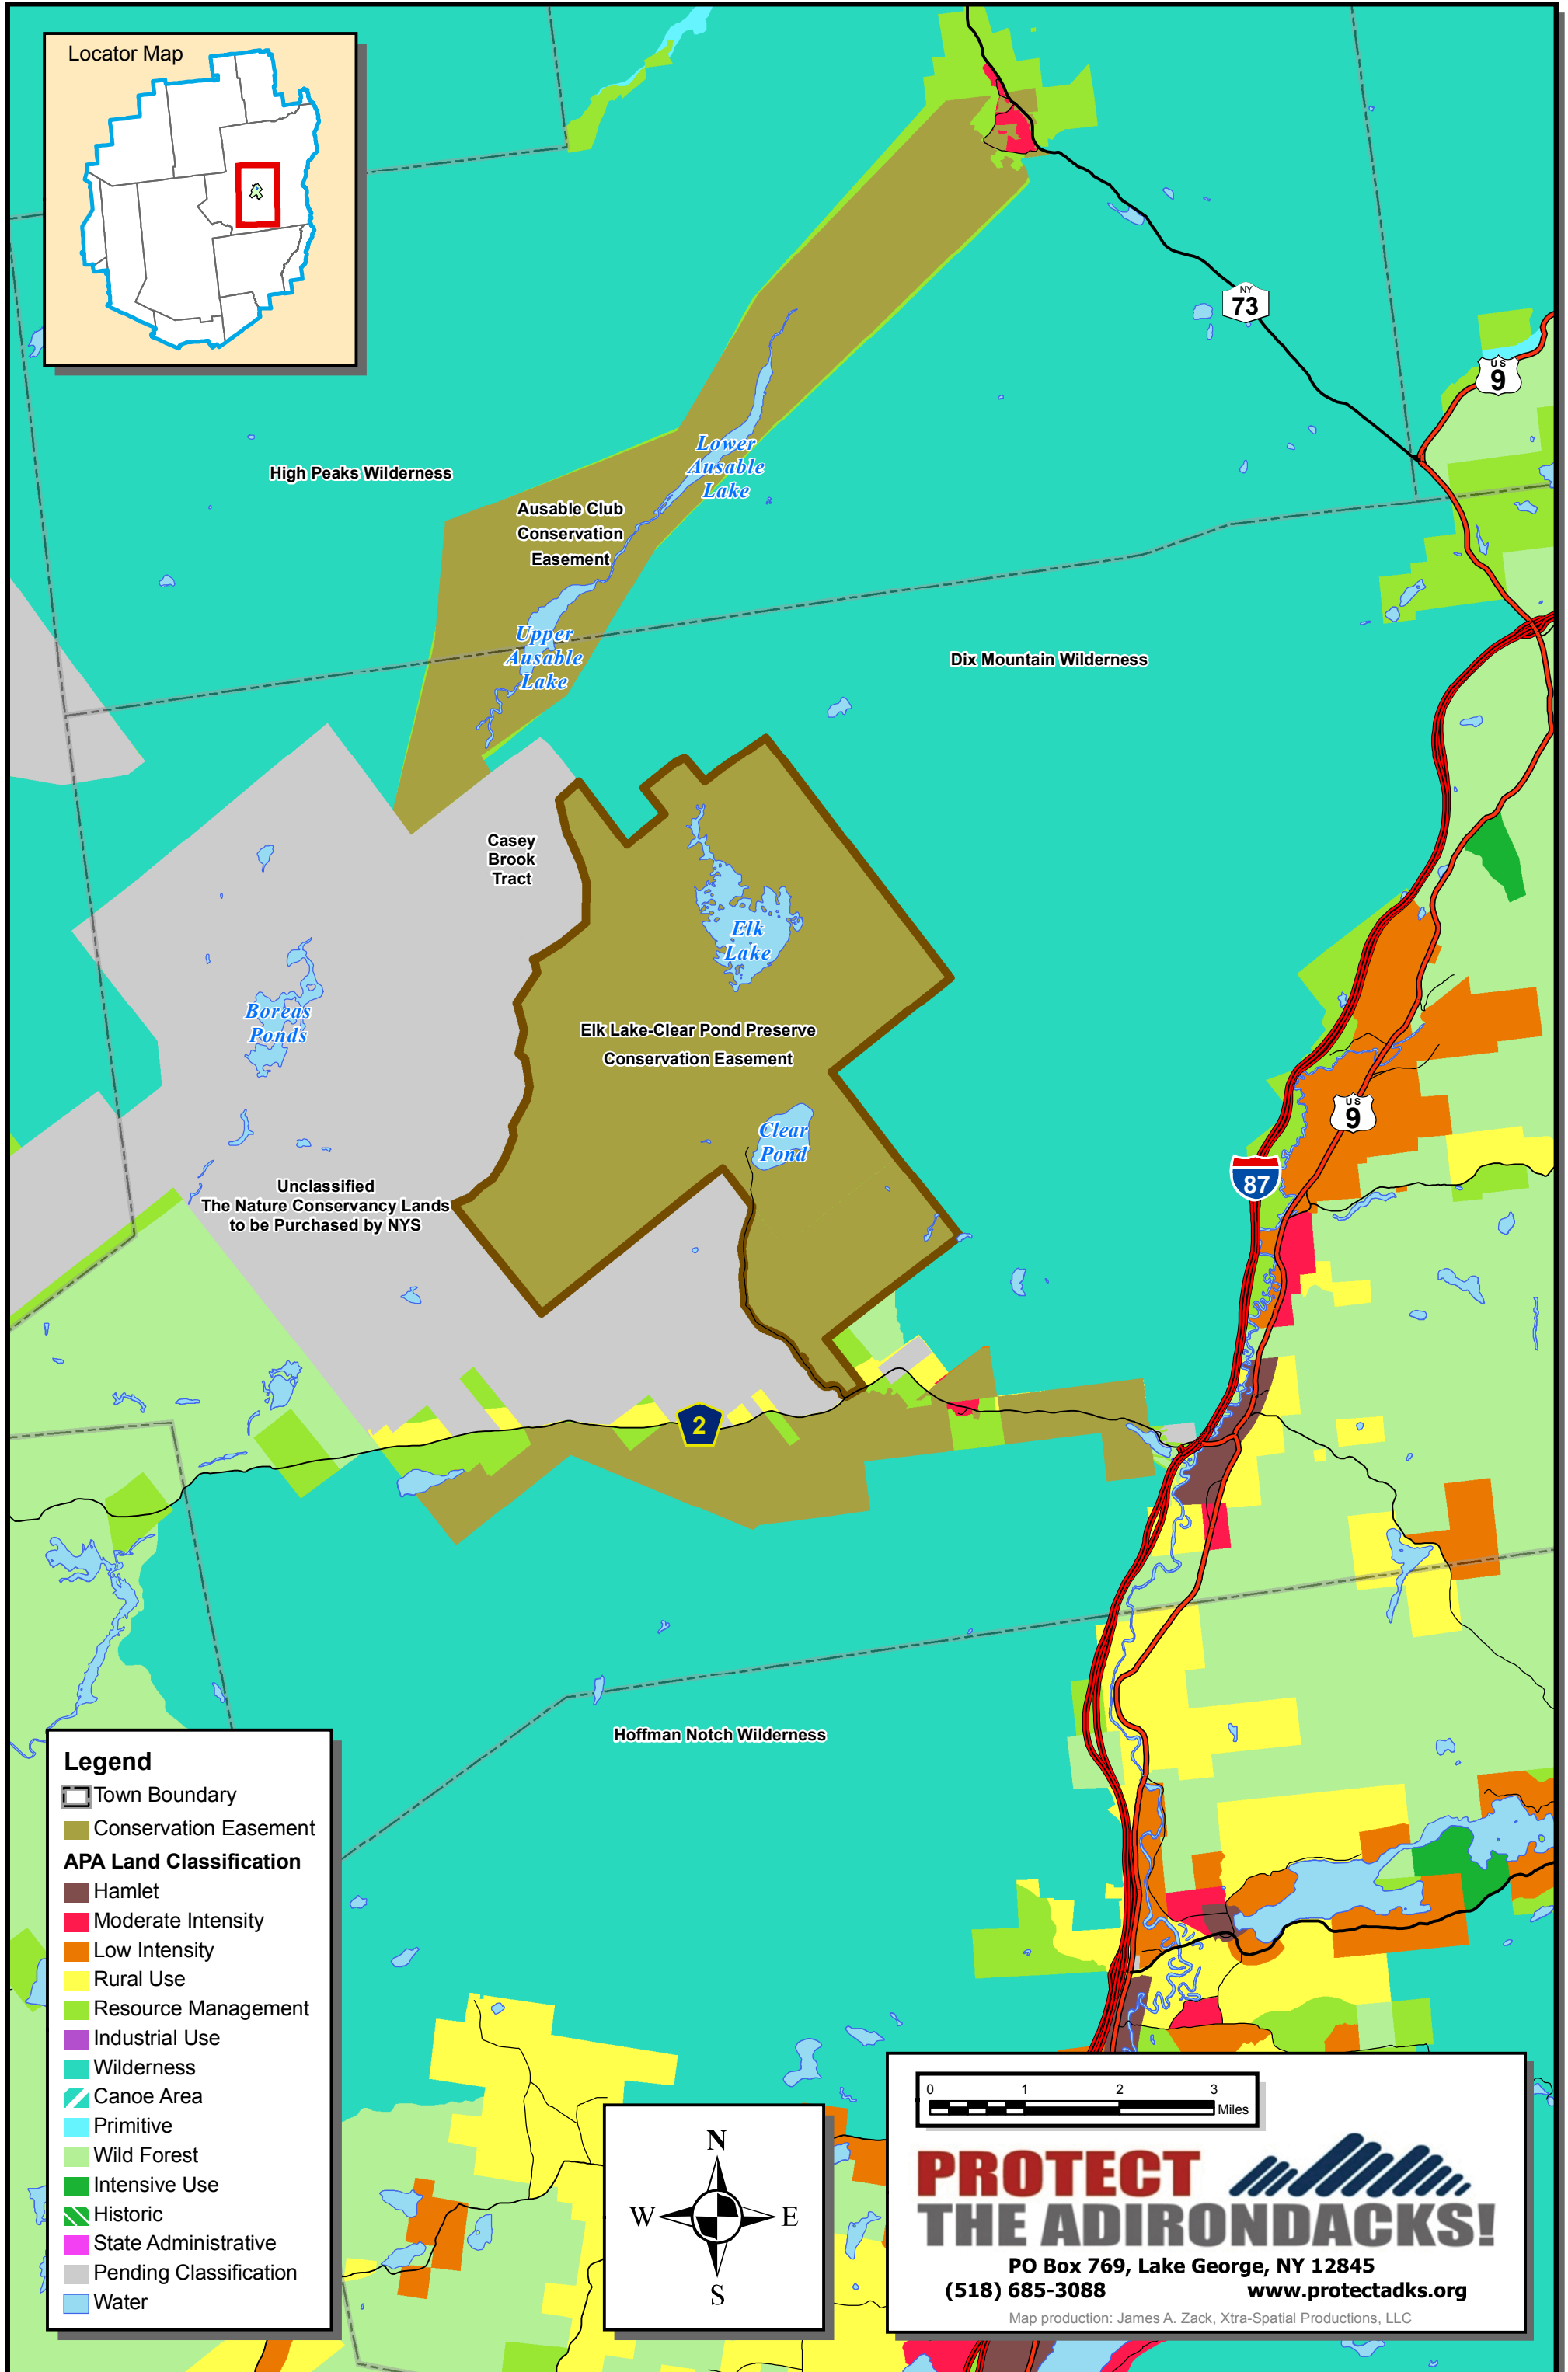 Locator Map
NY
73
US
9
High Peaks Wilderness
Lower
Ausable
Lake
Ausable Club
Conservation
Easement
Upper
Ausable
Lake
Dix Mountain Wilderness
Casey
Brook
Tract
Elk
Lake
Boreas
Ponds
Elk Lake-Clear Pond Preserve
Conservation Easement
US
9
Clear
Pond
87
Unclassified
The Nature Conservancy Lands
to be Purchased by NYS
2
Hoffman Notch Wilderness
Legend
Town Boundary
Conservation Easement
APA Land Classification
Hamlet
Moderate Intensity
Low Intensity
Rural Use
Resource Management
Industrial Use
Wilderness
Canoe Area
Primitive
Wild Forest
Intensive Use
Historic
State Administrative
Pending Classification
Water
N
W E
S
0 1 2 3
Miles
PROTECT
THE ADIRONDACKS!
PO Box 769, Lake George, NY 12845
(518) 685-3088 www.protectadks.org
Map production: James A. Zack, Xtra-Spatial Productions, LLC